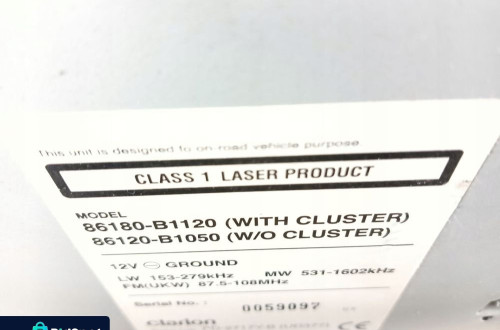 This unit is designed to on road vehicle purpose
CLASS 1 LASER PRODUCT
MODEL
86180-B1120 (WITH CLUSTER)
86120-B1050 (W/O CLUSTER)
12V ⊖ GROUND
LW 153-279kHz MW 531-1602kHz
FM(UKW) 87.5-108MHz
Serial No. : 0059097
Clarion